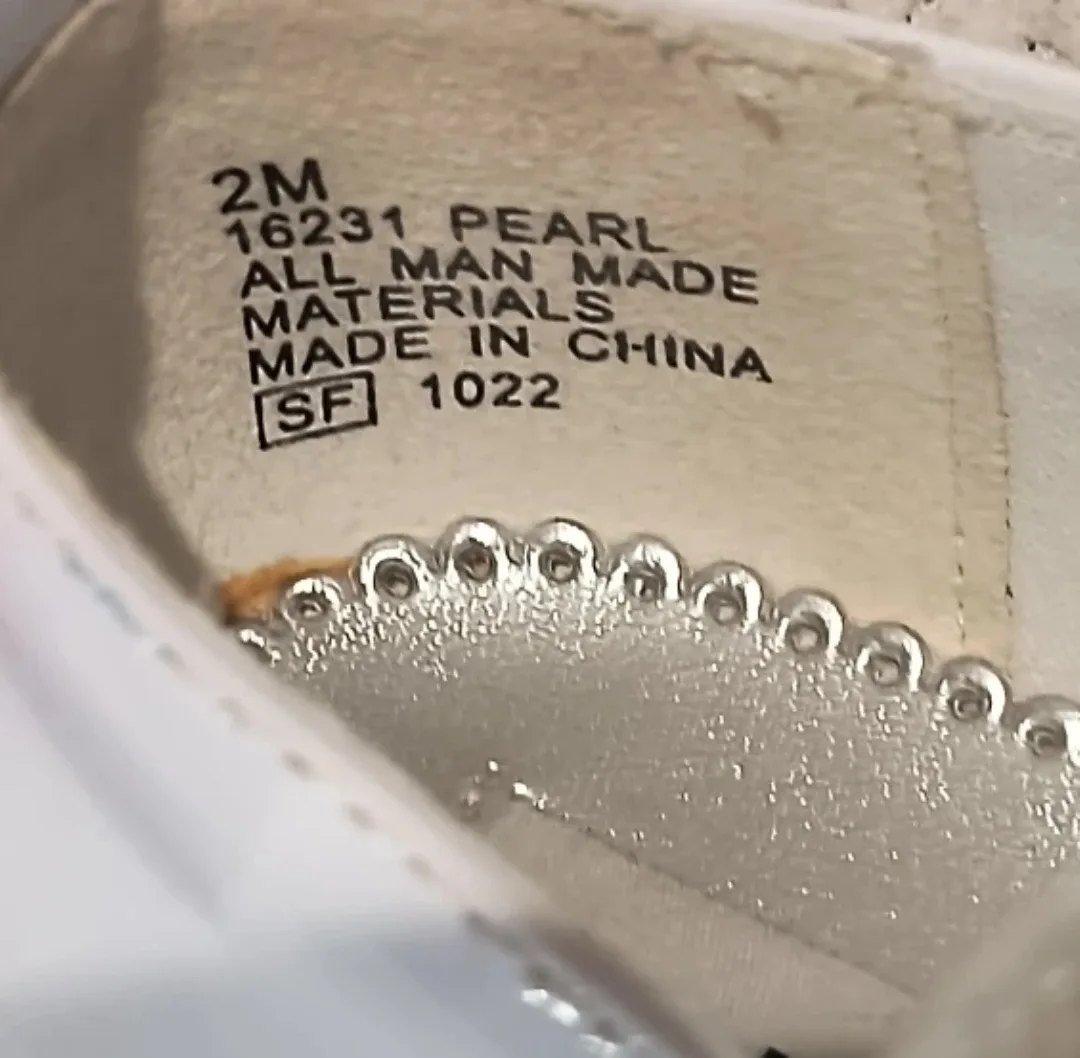 2M
16231 PEARL
ALL MAN MADE
MATERIALS
MADE IN CHINA
SF 1022